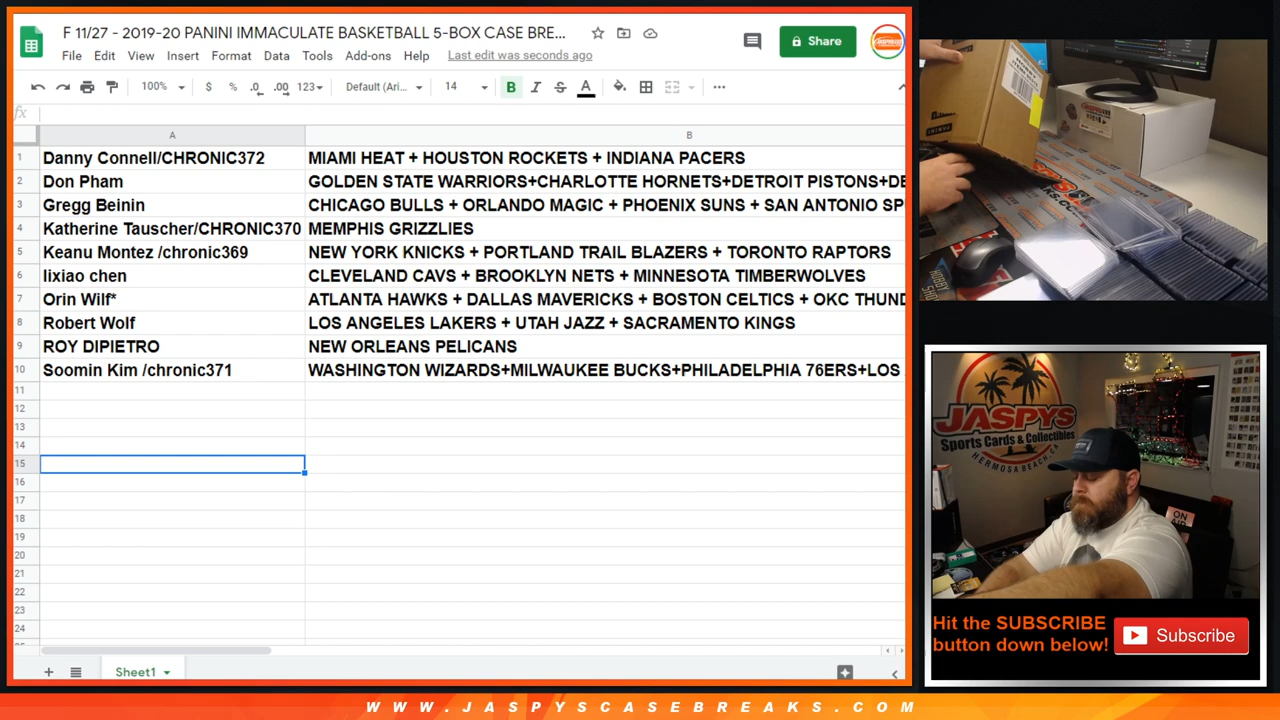 F 11/27 - 2019-20 PANINI IMMACULATE BASKETBALL 5-BOX CASE BRE...
Share
File Edit View Insert Format Data Tools Add-ons Help Last edit was seconds ago
100% $ % .0 .00 123 Default (Ari... 14 B I S A
fx
A B
1 Danny Connell/CHRONIC372 MIAMI HEAT + HOUSTON ROCKETS + INDIANA PACERS
2 Don Pham GOLDEN STATE WARRIORS+CHARLOTTE HORNETS+DETROIT PISTONS+DE
3 Gregg Beinin CHICAGO BULLS + ORLANDO MAGIC + PHOENIX SUNS + SAN ANTONIO SP
4 Katherine Tauscher/CHRONIC370 MEMPHIS GRIZZLIES
5 Keanu Montez /chronic369 NEW YORK KNICKS + PORTLAND TRAIL BLAZERS + TORONTO RAPTORS
6 lixiao chen CLEVELAND CAVS + BROOKLYN NETS + MINNESOTA TIMBERWOLVES
7 Orin Wilf* ATLANTA HAWKS + DALLAS MAVERICKS + BOSTON CELTICS + OKC THUND
8 Robert Wolf LOS ANGELES LAKERS + UTAH JAZZ + SACRAMENTO KINGS
9 ROY DIPIETRO NEW ORLEANS PELICANS
10 Soomin Kim /chronic371 WASHINGTON WIZARDS+MILWAUKEE BUCKS+PHILADELPHIA 76ERS+LOS
11
12
13
14
15
16
17
18
19
20
21
22
23
24
Sheet1
JASPYS
Sports Cards & Collectibles
HERMOSA BEACH, CA
ON
AIR
Hit the SUBSCRIBE
button down below!
Subscribe
WWW.JASPYSCASEBREAKS.COM